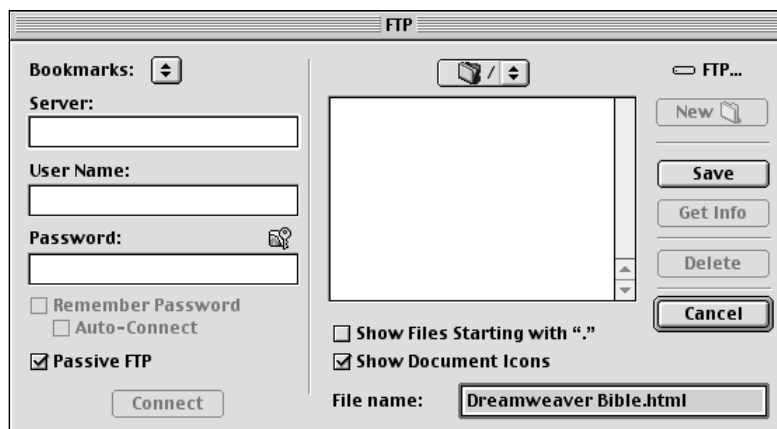 FTP
Bookmarks:
Server:
User Name:
Password:
Remember Password
Auto-Connect
Passive FTP
Connect
/
Show Files Starting with “.”
Show Document Icons
File name: Dreamweaver Bible.html
FTP...
New
Save
Get Info
Delete
Cancel